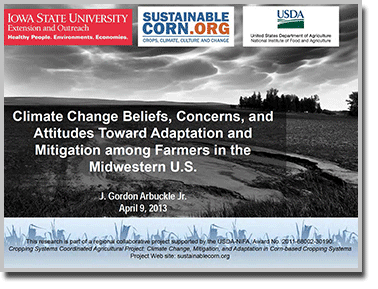 IOWA STATE UNIVERSITY
Extension and Outreach
Healthy People. Environments. Economies.
SUSTAINABLE
CORN.ORG
CROPS, CLIMATE, CULTURE AND CHANGE
USDA
United States Department of Agriculture
National Institute of Food and Agriculture
Climate Change Beliefs, Concerns, and
Attitudes Toward Adaptation and
Mitigation among Farmers in the
Midwestern U.S.
J. Gordon Arbuckle Jr.
April 9, 2013
This research is part of a regional collaborative project supported by the USDA-NIFA, Award No. 2011-68002-30190
Cropping Systems Coordinated Agricultural Project: Climate Change, Mitigation, and Adaptation in Corn-based Cropping Systems
Project Web site: sustainablecorn.org